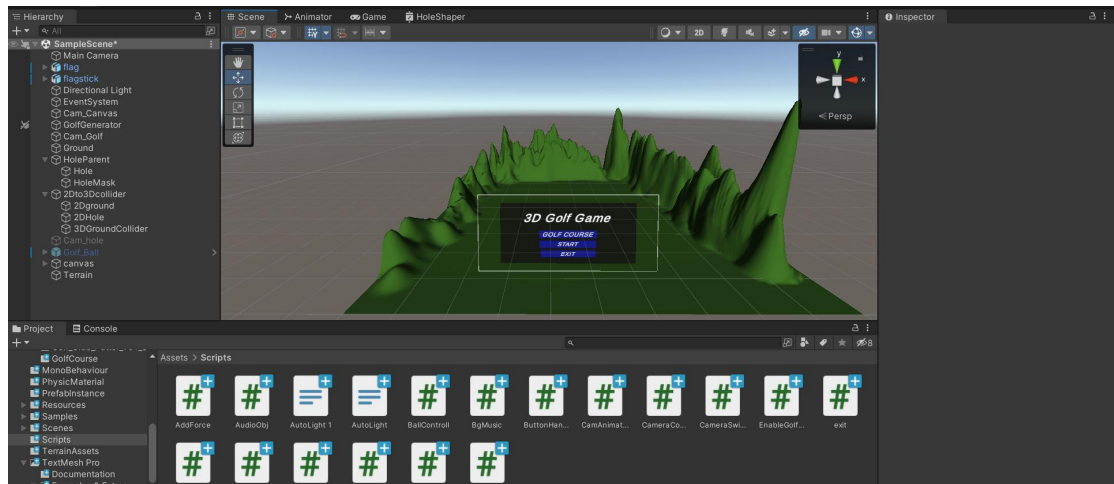 Hierarchy
All
SampleScene*
Main Camera
flag
flagstick
Directional Light
EventSystem
Cam_Canvas
GolfGenerator
Cam_Golf
Ground
HoleParent
Hole
HoleMask
2Dto3Dcollider
2Dground
2DHole
3DGroundCollider
Cam_hole
Golf_Ball
canvas
Terrain
Scene
Animator
Game
HoleShaper
2D
y
x
Persp
3D Golf Game
GOLF COURSE
START
EXIT
Inspector
Project
Console
8
GolfCourse
MonoBehaviour
PhysicMaterial
PrefabInstance
Resources
Samples
Scenes
Scripts
TerrainAssets
TextMesh Pro
Documentation
Assets > Scripts
AddForce
AudioObj
AutoLight 1
AutoLight
BallControll
BgMusic
ButtonHan...
CamAnimat...
CameraCo...
CameraSwi...
EnableGolf...
exit